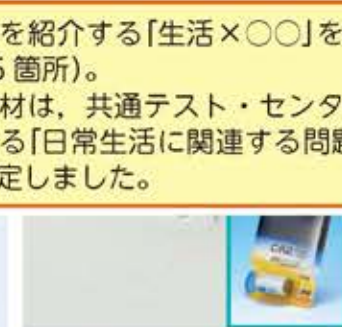 を紹介する「生活×○○」を
5箇所)。
材は，共通テスト・センタ
る「日常生活に関連する問題
定しました。
CR2